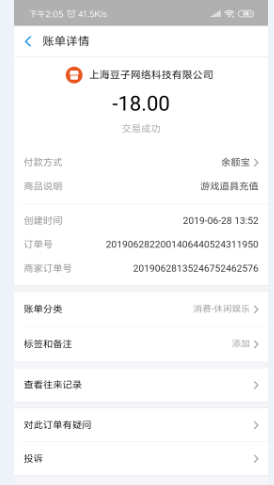 下午2:05 41.5K/s
账单详情
上海豆子网络科技有限公司
-18.00
交易成功
付款方式 余额宝
商品说明 游戏道具充值
创建时间 2019-06-28 13:52
订单号 2019062822001406440524311950
商家订单号 20190628135246752462576
账单分类 消费-休闲娱乐
标签和备注 添加
查看往来记录
对此订单有疑问
投诉